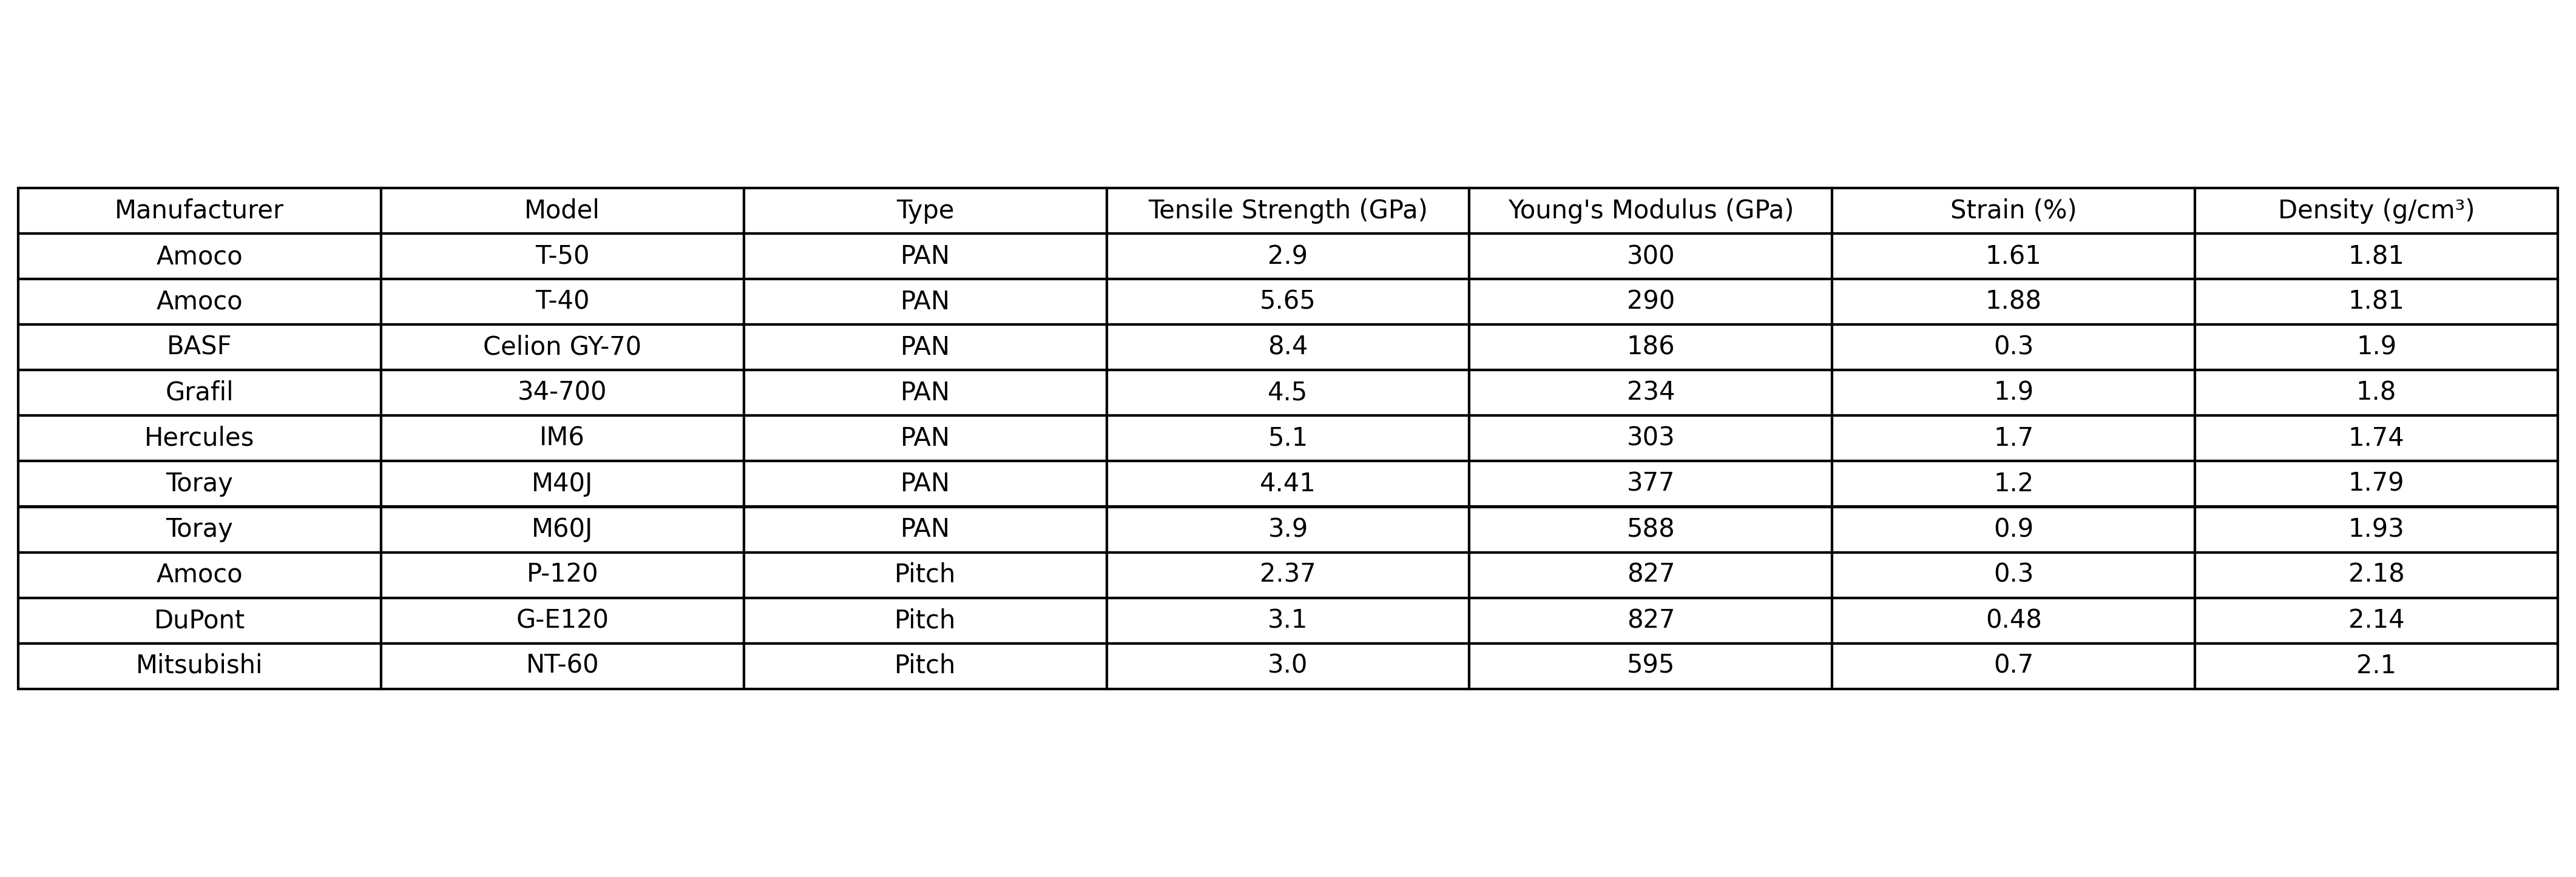 Manufacturer Model Type Tensile Strength (GPa) Young's Modulus (GPa) Strain (%) Density (g/cm³)
Amoco T-50 PAN 2.9 300 1.61 1.81
Amoco T-40 PAN 5.65 290 1.88 1.81
BASF Celion GY-70 PAN 8.4 186 0.3 1.9
Grafil 34-700 PAN 4.5 234 1.9 1.8
Hercules IM6 PAN 5.1 303 1.7 1.74
Toray M40J PAN 4.41 377 1.2 1.79
Toray M60J PAN 3.9 588 0.9 1.93
Amoco P-120 Pitch 2.37 827 0.3 2.18
DuPont G-E120 Pitch 3.1 827 0.48 2.14
Mitsubishi NT-60 Pitch 3.0 595 0.7 2.1